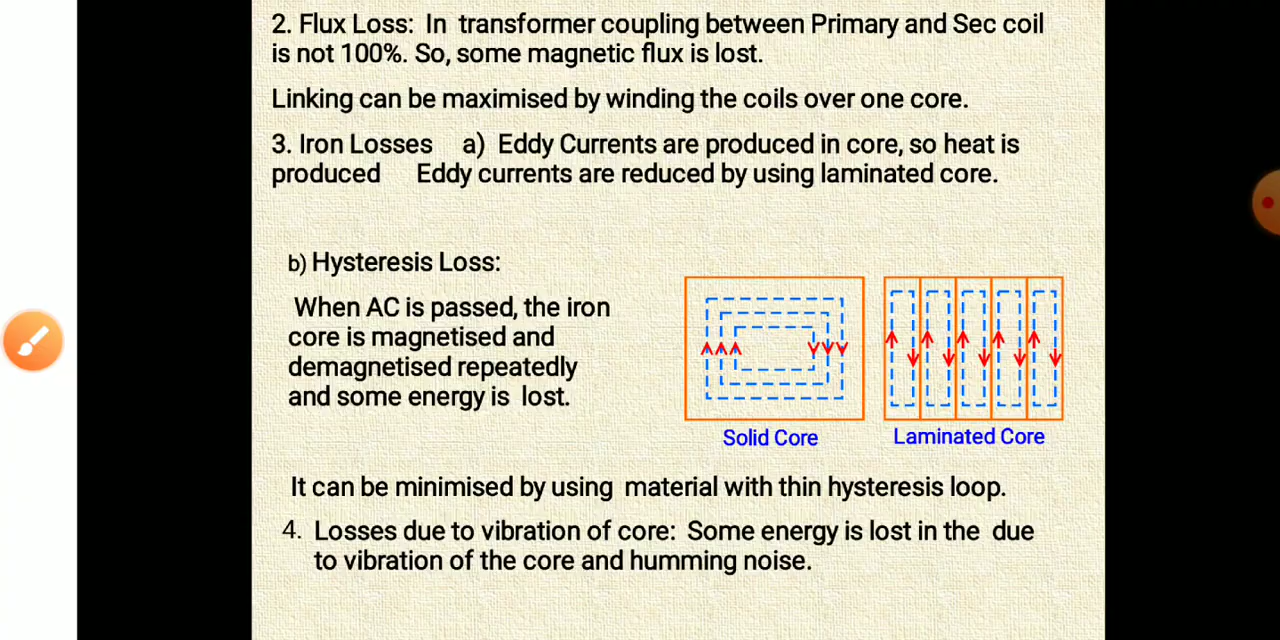 2. Flux Loss: In transformer coupling between Primary and Sec coil
is not 100%. So, some magnetic flux is lost.
Linking can be maximised by winding the coils over one core.
3. Iron Losses a) Eddy Currents are produced in core, so heat is
produced Eddy currents are reduced by using laminated core.
b) Hysteresis Loss:
When AC is passed, the iron
core is magnetised and
demagnetised repeatedly
and some energy is lost.
Solid Core
Laminated Core
It can be minimised by using material with thin hysteresis loop.
4. Losses due to vibration of core: Some energy is lost in the due
to vibration of the core and humming noise.